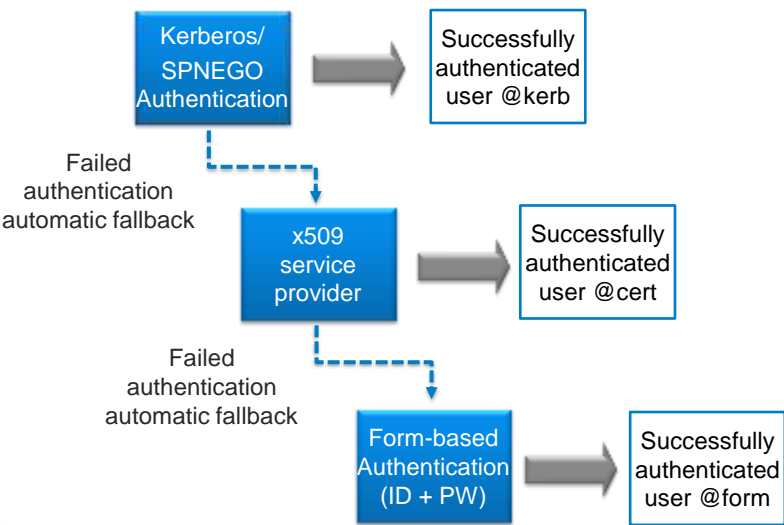 Kerberos/
SPNEGO
Authentication
Successfully
authenticated
user @kerb
Failed
authentication
automatic fallback
x509
service
provider
Successfully
authenticated
user @cert
Failed
authentication
automatic fallback
Form-based
Authentication
(ID + PW)
Successfully
authenticated
user @form